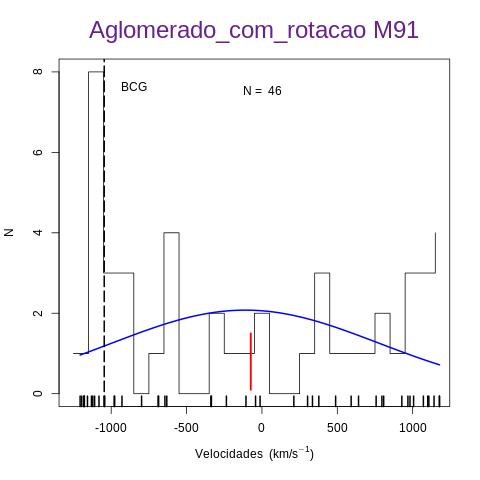 Aglomerado_com_rotacao M91
BCG
N = 46
N
8
6
4
2
0
-1000 -500 0 500 1000
Velocidades (km/s⁻¹)